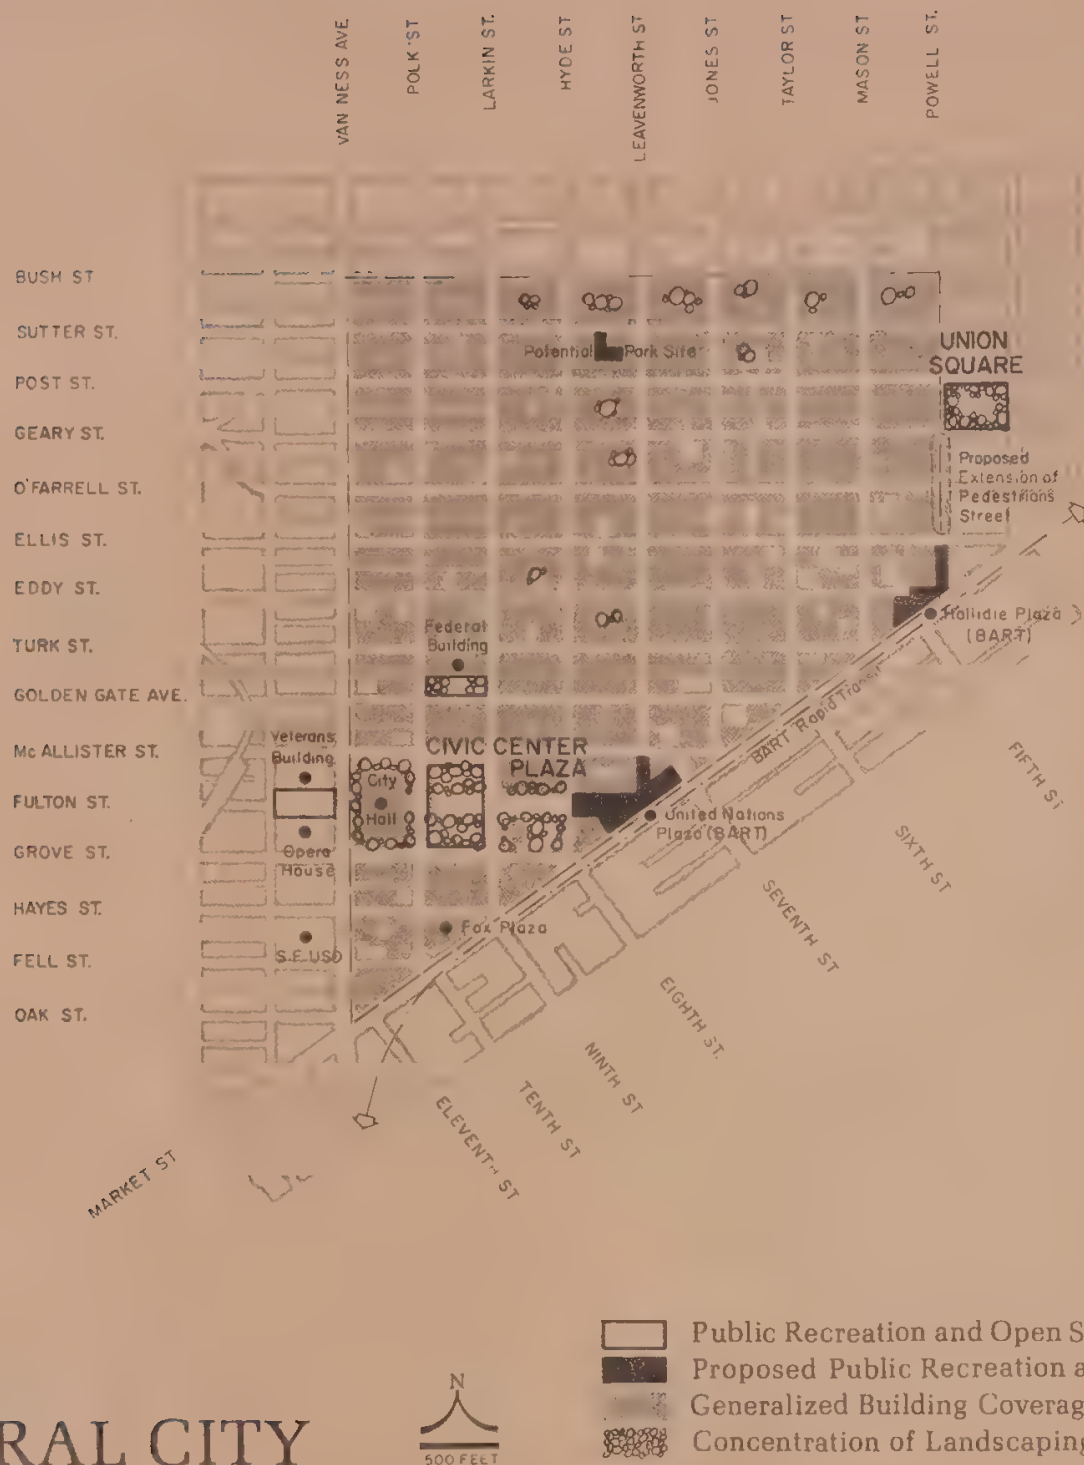 VAN NESS AVE.
POLK ST
LARKIN ST.
HYDE ST
LEAVENWORTH ST
JONES ST
TAYLOR ST
MASON ST
POWELL ST.
BUSH ST
SUTTER ST.
POST ST.
GEARY ST.
O'FARRELL ST.
ELLIS ST.
EDDY ST.
TURK ST.
GOLDEN GATE AVE.
Mc ALLISTER ST.
FULTON ST.
GROVE ST.
HAYES ST.
FELL ST.
OAK ST.
MARKET ST
Potential Park Site
UNION
SQUARE
Proposed
Extension of
Pedestrians
Street
Hallidie Plaza
(BART)
Federal
Building
BART Rapid Transit
Veterans
Building
City
Hall
CIVIC CENTER
PLAZA
United Nations
Plaza (BART)
Opera
House
Fox Plaza
S.F. USD
FIFTH ST
SIXTH ST
SEVENTH ST
EIGHTH ST.
NINTH ST
TENTH ST
ELEVENTH ST
RAL CITY
N
500 FEET
Public Recreation and Open S
Proposed Public Recreation a
Generalized Building Coverag
Concentration of Landscaping